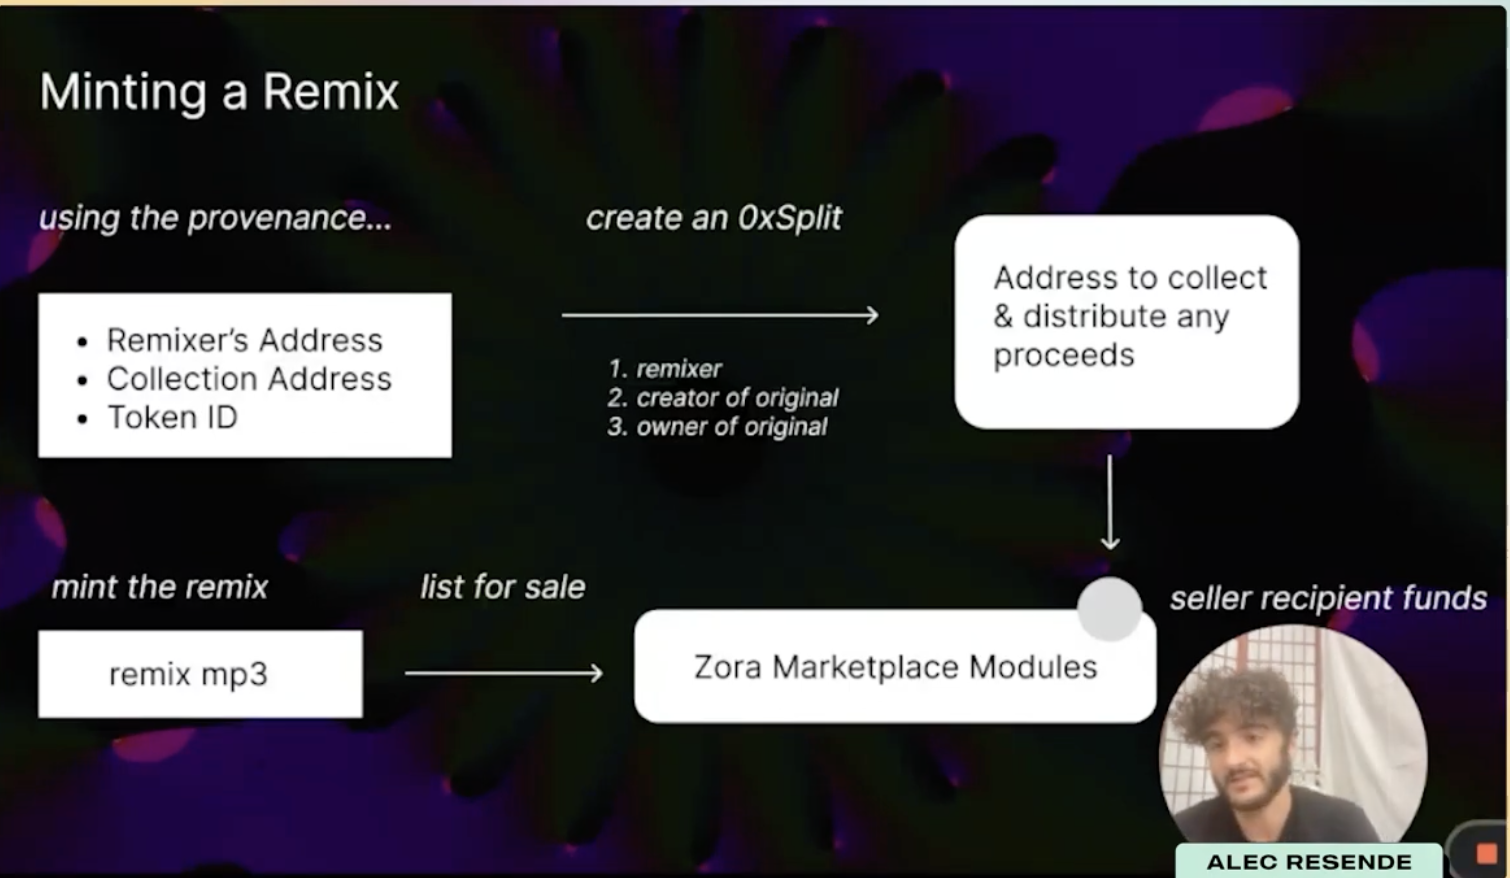 Minting a Remix
using the provenance...
• Remixer's Address
• Collection Address
• Token ID
create an 0xSplit
1. remixer
2. creator of original
3. owner of original
Address to collect
& distribute any
proceeds
mint the remix
remix mp3
list for sale
Zora Marketplace Modules
seller recipient funds
ALEC RESENDE